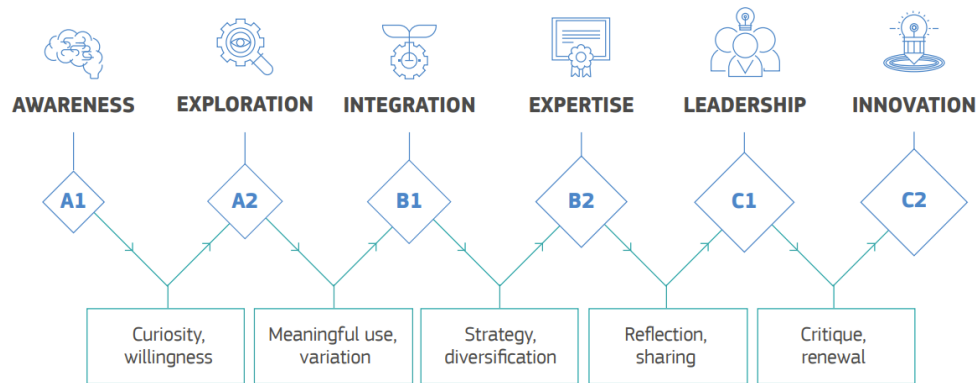 AWARENESS
EXPLORATION
INTEGRATION
EXPERTISE
LEADERSHIP
INNOVATION
A1
A2
B1
B2
C1
C2
Curiosity,
willingness
Meaningful use,
variation
Strategy,
diversification
Reflection,
sharing
Critique,
renewal